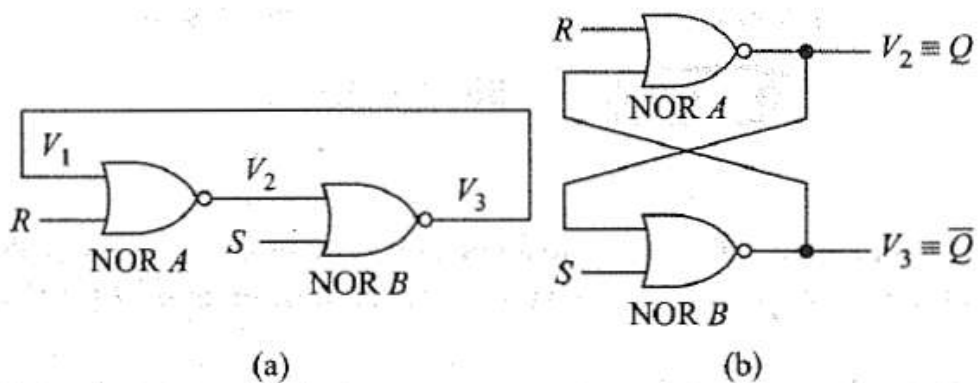 V₁
R
NOR A
V₂
S
NOR B
V₃
(a)
R
NOR A
V₂ ≡ Q
S
NOR B
V₃ ≡ Q̅
(b)